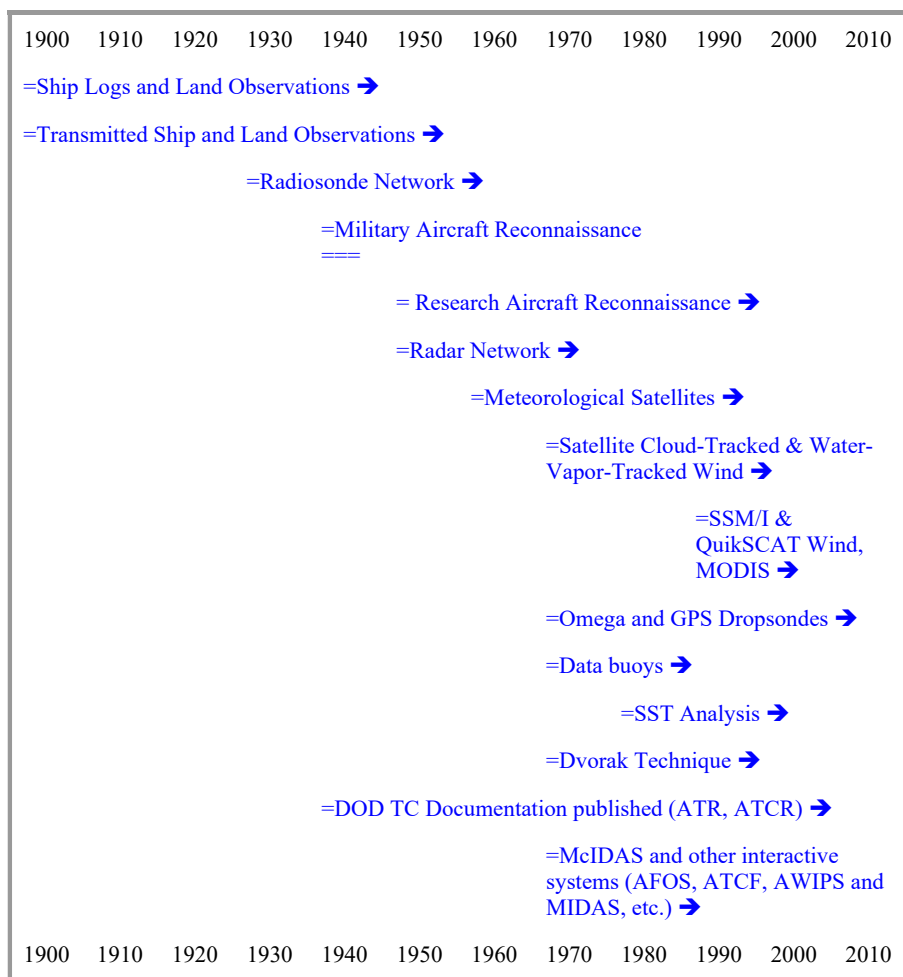 1900 1910 1920 1930 1940 1950 1960 1970 1980 1990 2000 2010
=Ship Logs and Land Observations ➔
=Transmitted Ship and Land Observations ➔
=Radiosonde Network ➔
=Military Aircraft Reconnaissance
===
= Research Aircraft Reconnaissance ➔
=Radar Network ➔
=Meteorological Satellites ➔
=Satellite Cloud-Tracked & Water-
Vapor-Tracked Wind ➔
=SSM/I &
QuikSCAT Wind,
MODIS ➔
=Omega and GPS Dropsondes ➔
=Data buoys ➔
=SST Analysis ➔
=Dvorak Technique ➔
=DOD TC Documentation published (ATR, ATCR) ➔
=McIDAS and other interactive
systems (AFOS, ATCF, AWIPS and
MIDAS, etc.) ➔
1900 1910 1920 1930 1940 1950 1960 1970 1980 1990 2000 2010